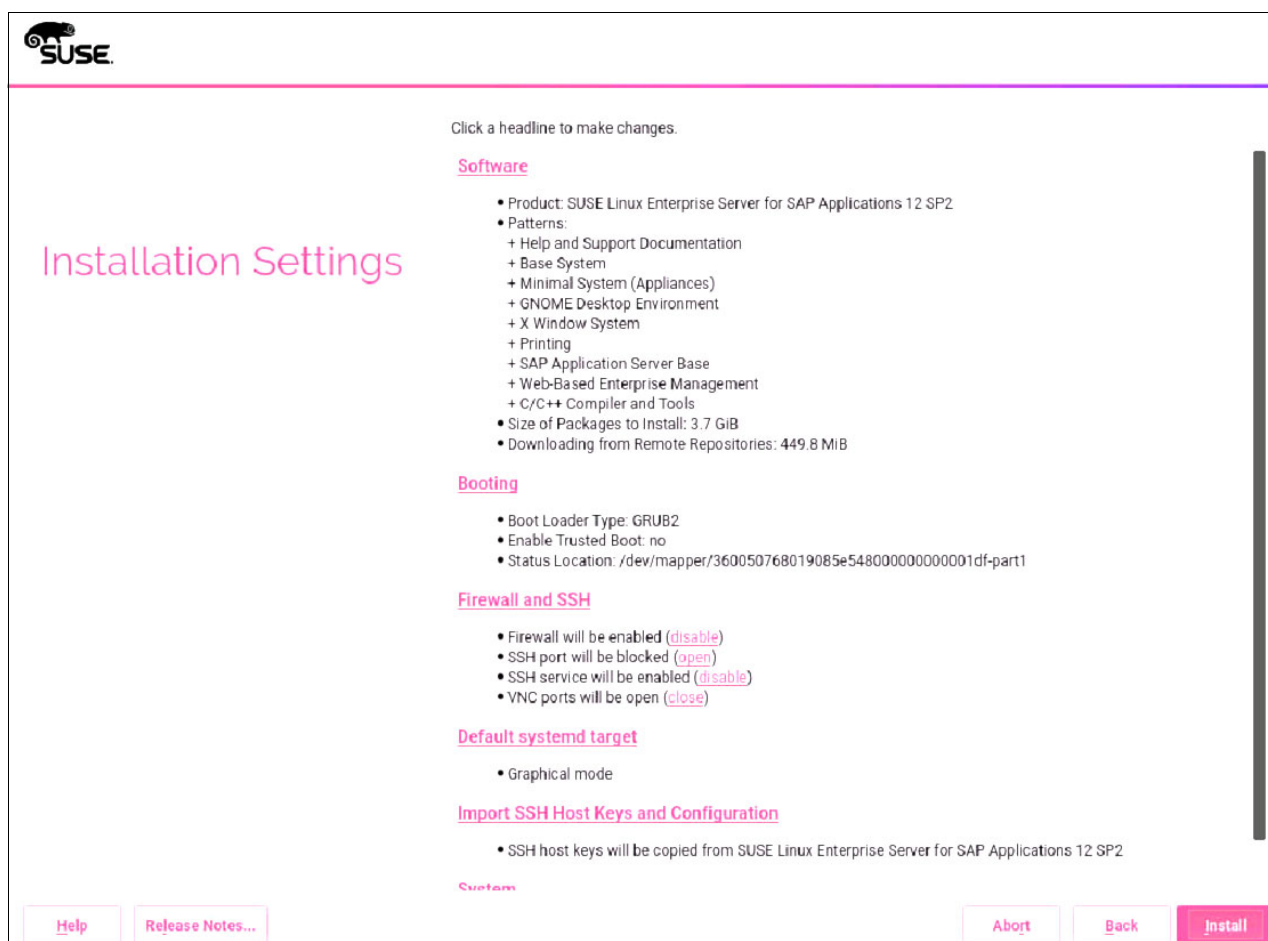 SUSE.
Click a headline to make changes.
Software
• Product: SUSE Linux Enterprise Server for SAP Applications 12 SP2
• Patterns:
+ Help and Support Documentation
+ Base System
+ Minimal System (Appliances)
+ GNOME Desktop Environment
+ X Window System
+ Printing
+ SAP Application Server Base
+ Web-Based Enterprise Management
+ C/C++ Compiler and Tools
• Size of Packages to Install: 3.7 GiB
• Downloading from Remote Repositories: 449.8 MiB
Installation Settings
Booting
• Boot Loader Type: GRUB2
• Enable Trusted Boot: no
• Status Location: /dev/mapper/360050768019085e548000000000001df-part1
Firewall and SSH
• Firewall will be enabled (disable)
• SSH port will be blocked (open)
• SSH service will be enabled (disable)
• VNC ports will be open (close)
Default systemd target
• Graphical mode
Import SSH Host Keys and Configuration
• SSH host keys will be copied from SUSE Linux Enterprise Server for SAP Applications 12 SP2
System
Help
Release Notes...
Abort
Back
Install